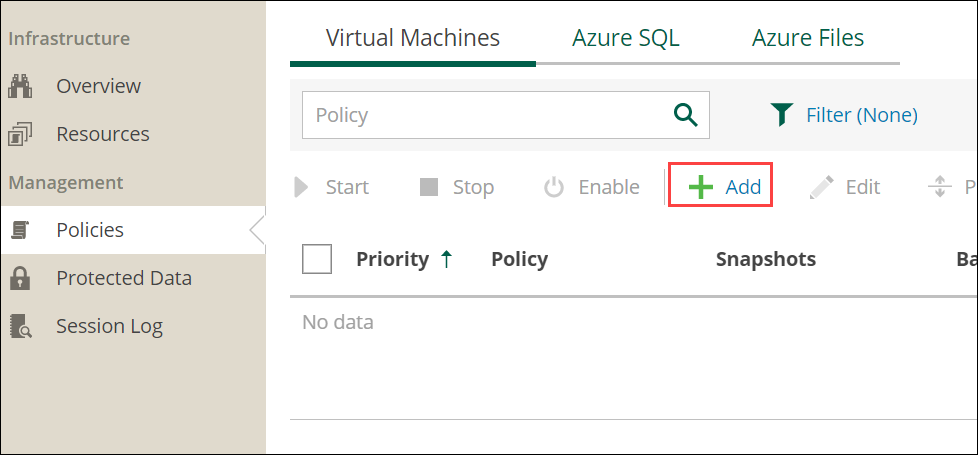 Infrastructure
Overview
Resources
Management
Policies
Protected Data
Session Log
Virtual Machines Azure SQL Azure Files
Policy Filter (None)
Start Stop Enable Add Edit P
Priority Policy Snapshots Ba
No data